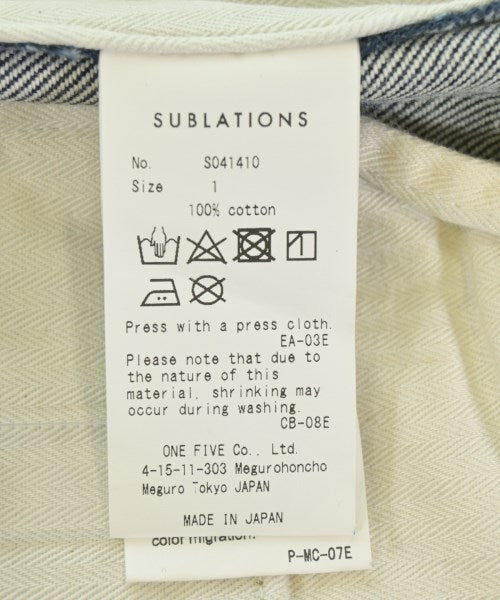 SUBLATIONS
No. S041410
Size 1
100% cotton
Press with a press cloth.
EA-03E
Please note that due to
the nature of this
material, shrinking may
occur during washing.
CB-08E
ONE FIVE Co., Ltd.
4-15-11-303 Megurohoncho
Meguro Tokyo JAPAN
MADE IN JAPAN
color migration.
P-MC-07E